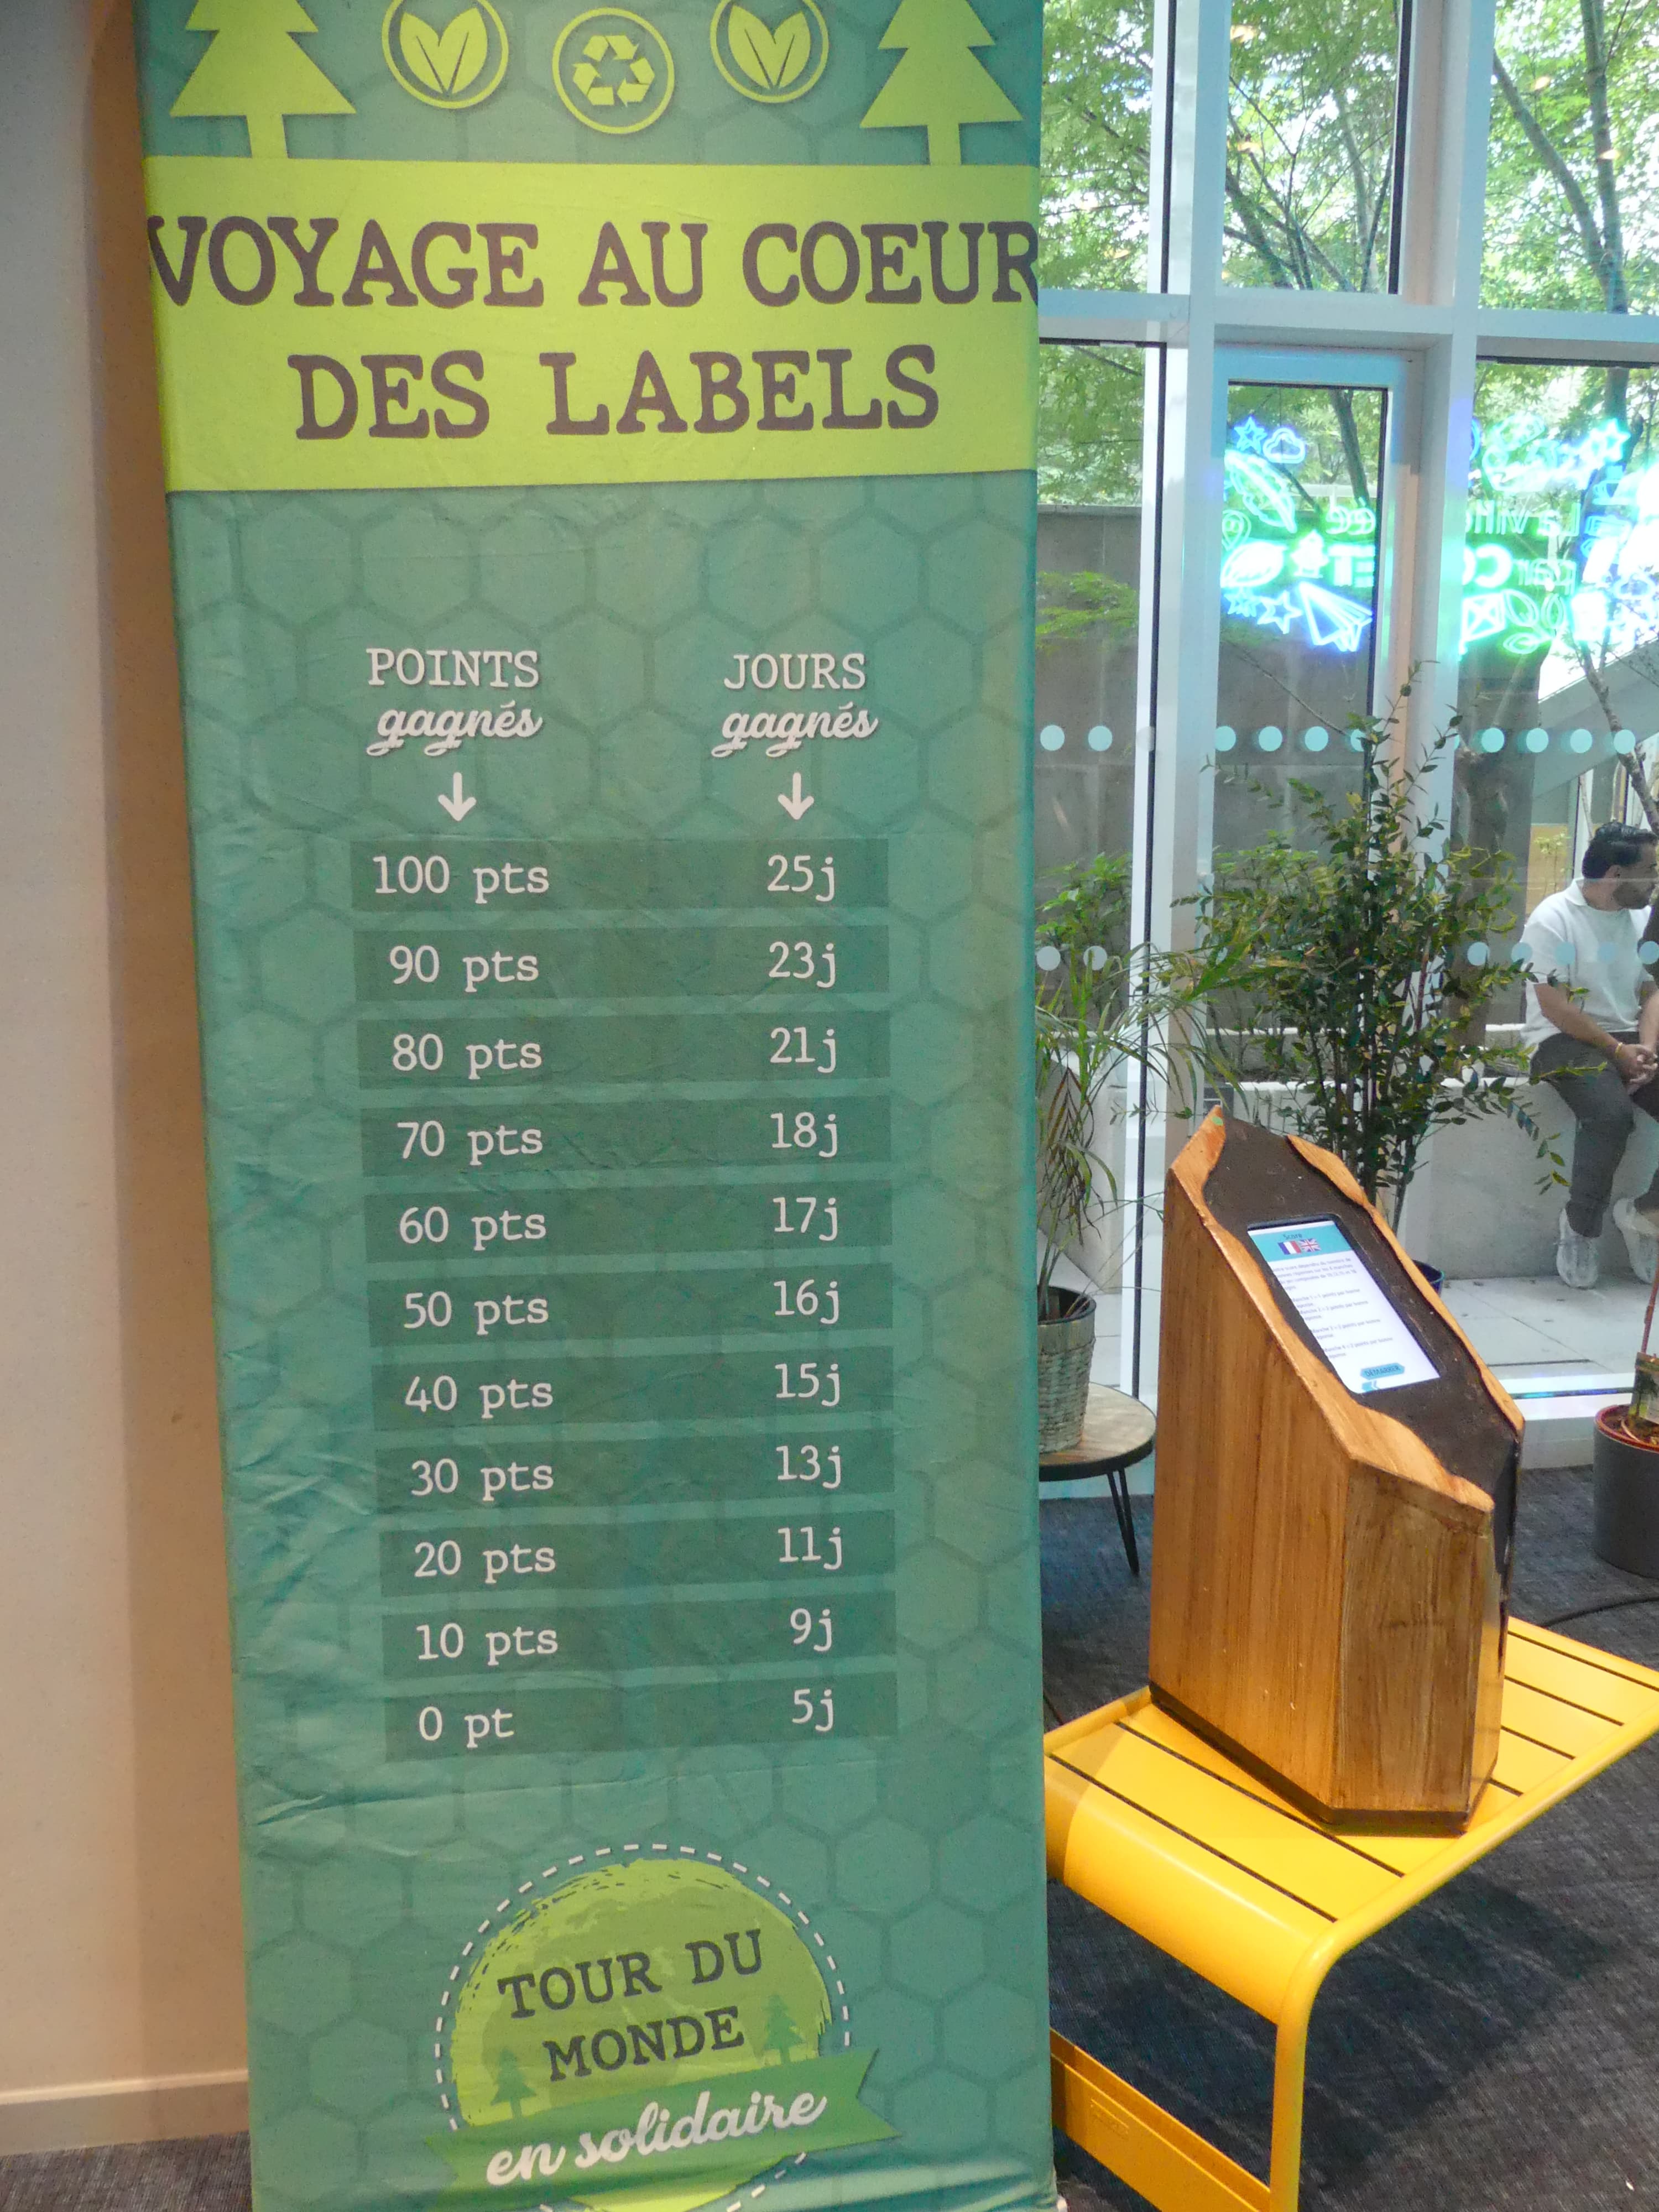 VOYAGE AU COEUR
DES LABELS
POINTS
gagnés
JOURS
gagnés
100 pts 25j
90 pts 23j
80 pts 21j
70 pts 18j
60 pts 17j
50 pts 16j
40 pts 15j
30 pts 13j
20 pts 11j
10 pts 9j
0 pt 5j
TOUR DU
MONDE
en solidaire
Score
DÉMARRER